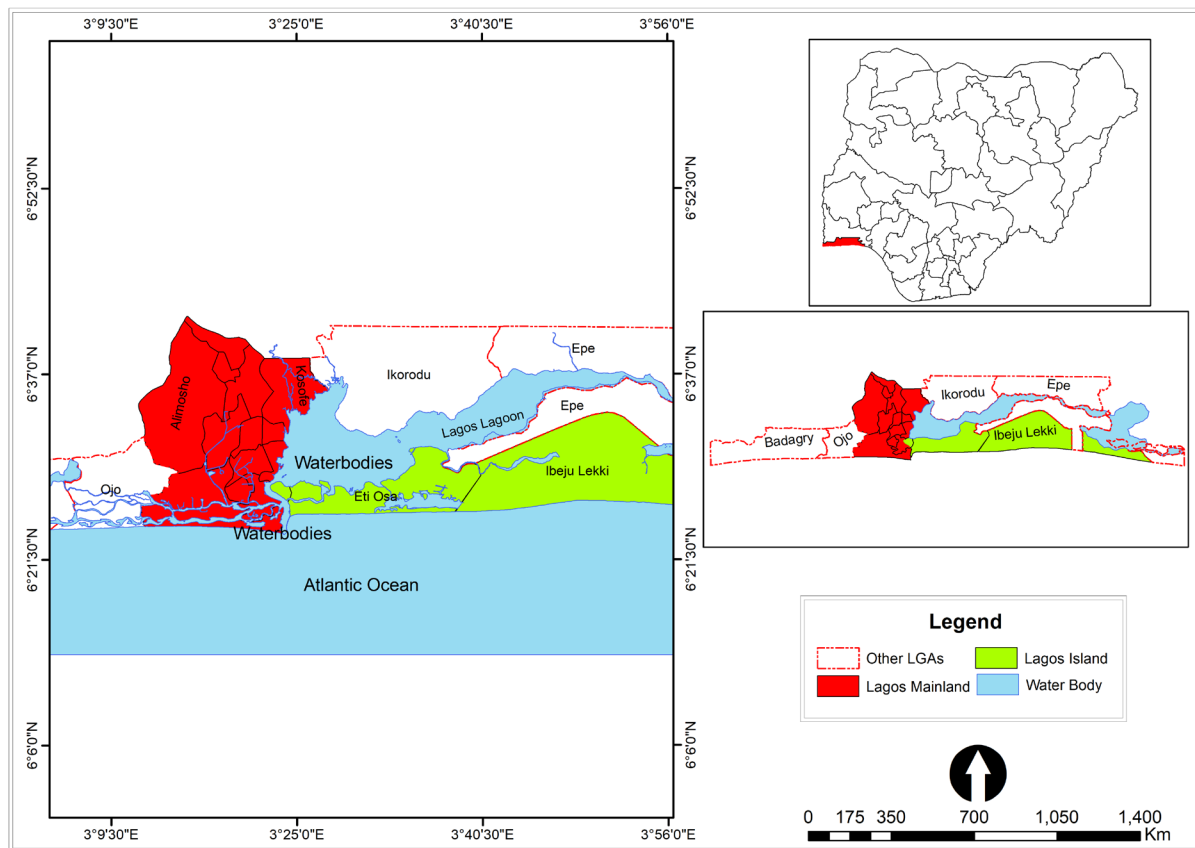 3°9'30"E
3°25'0"E
3°40'30"E
3°56'0"E
6°52'30"N
6°52'30"N
6°37'0"N
6°37'0"N
6°21'30"N
6°21'30"N
6°6'0"N
6°6'0"N
Alimosho
Kosofe
Ikorodu
Epe
Epe
Lagos Lagoon
Waterbodies
Ibeju Lekki
Ojo
Eti Osa
Waterbodies
Atlantic Ocean
3°9'30"E
3°25'0"E
3°40'30"E
3°56'0"E
Ikorodu
Epe
Badagry
Ojo
Ibeju Lekki
Legend
Other LGAs
Lagos Island
Lagos Mainland
Water Body
0 175 350 700 1,050 1,400
Km